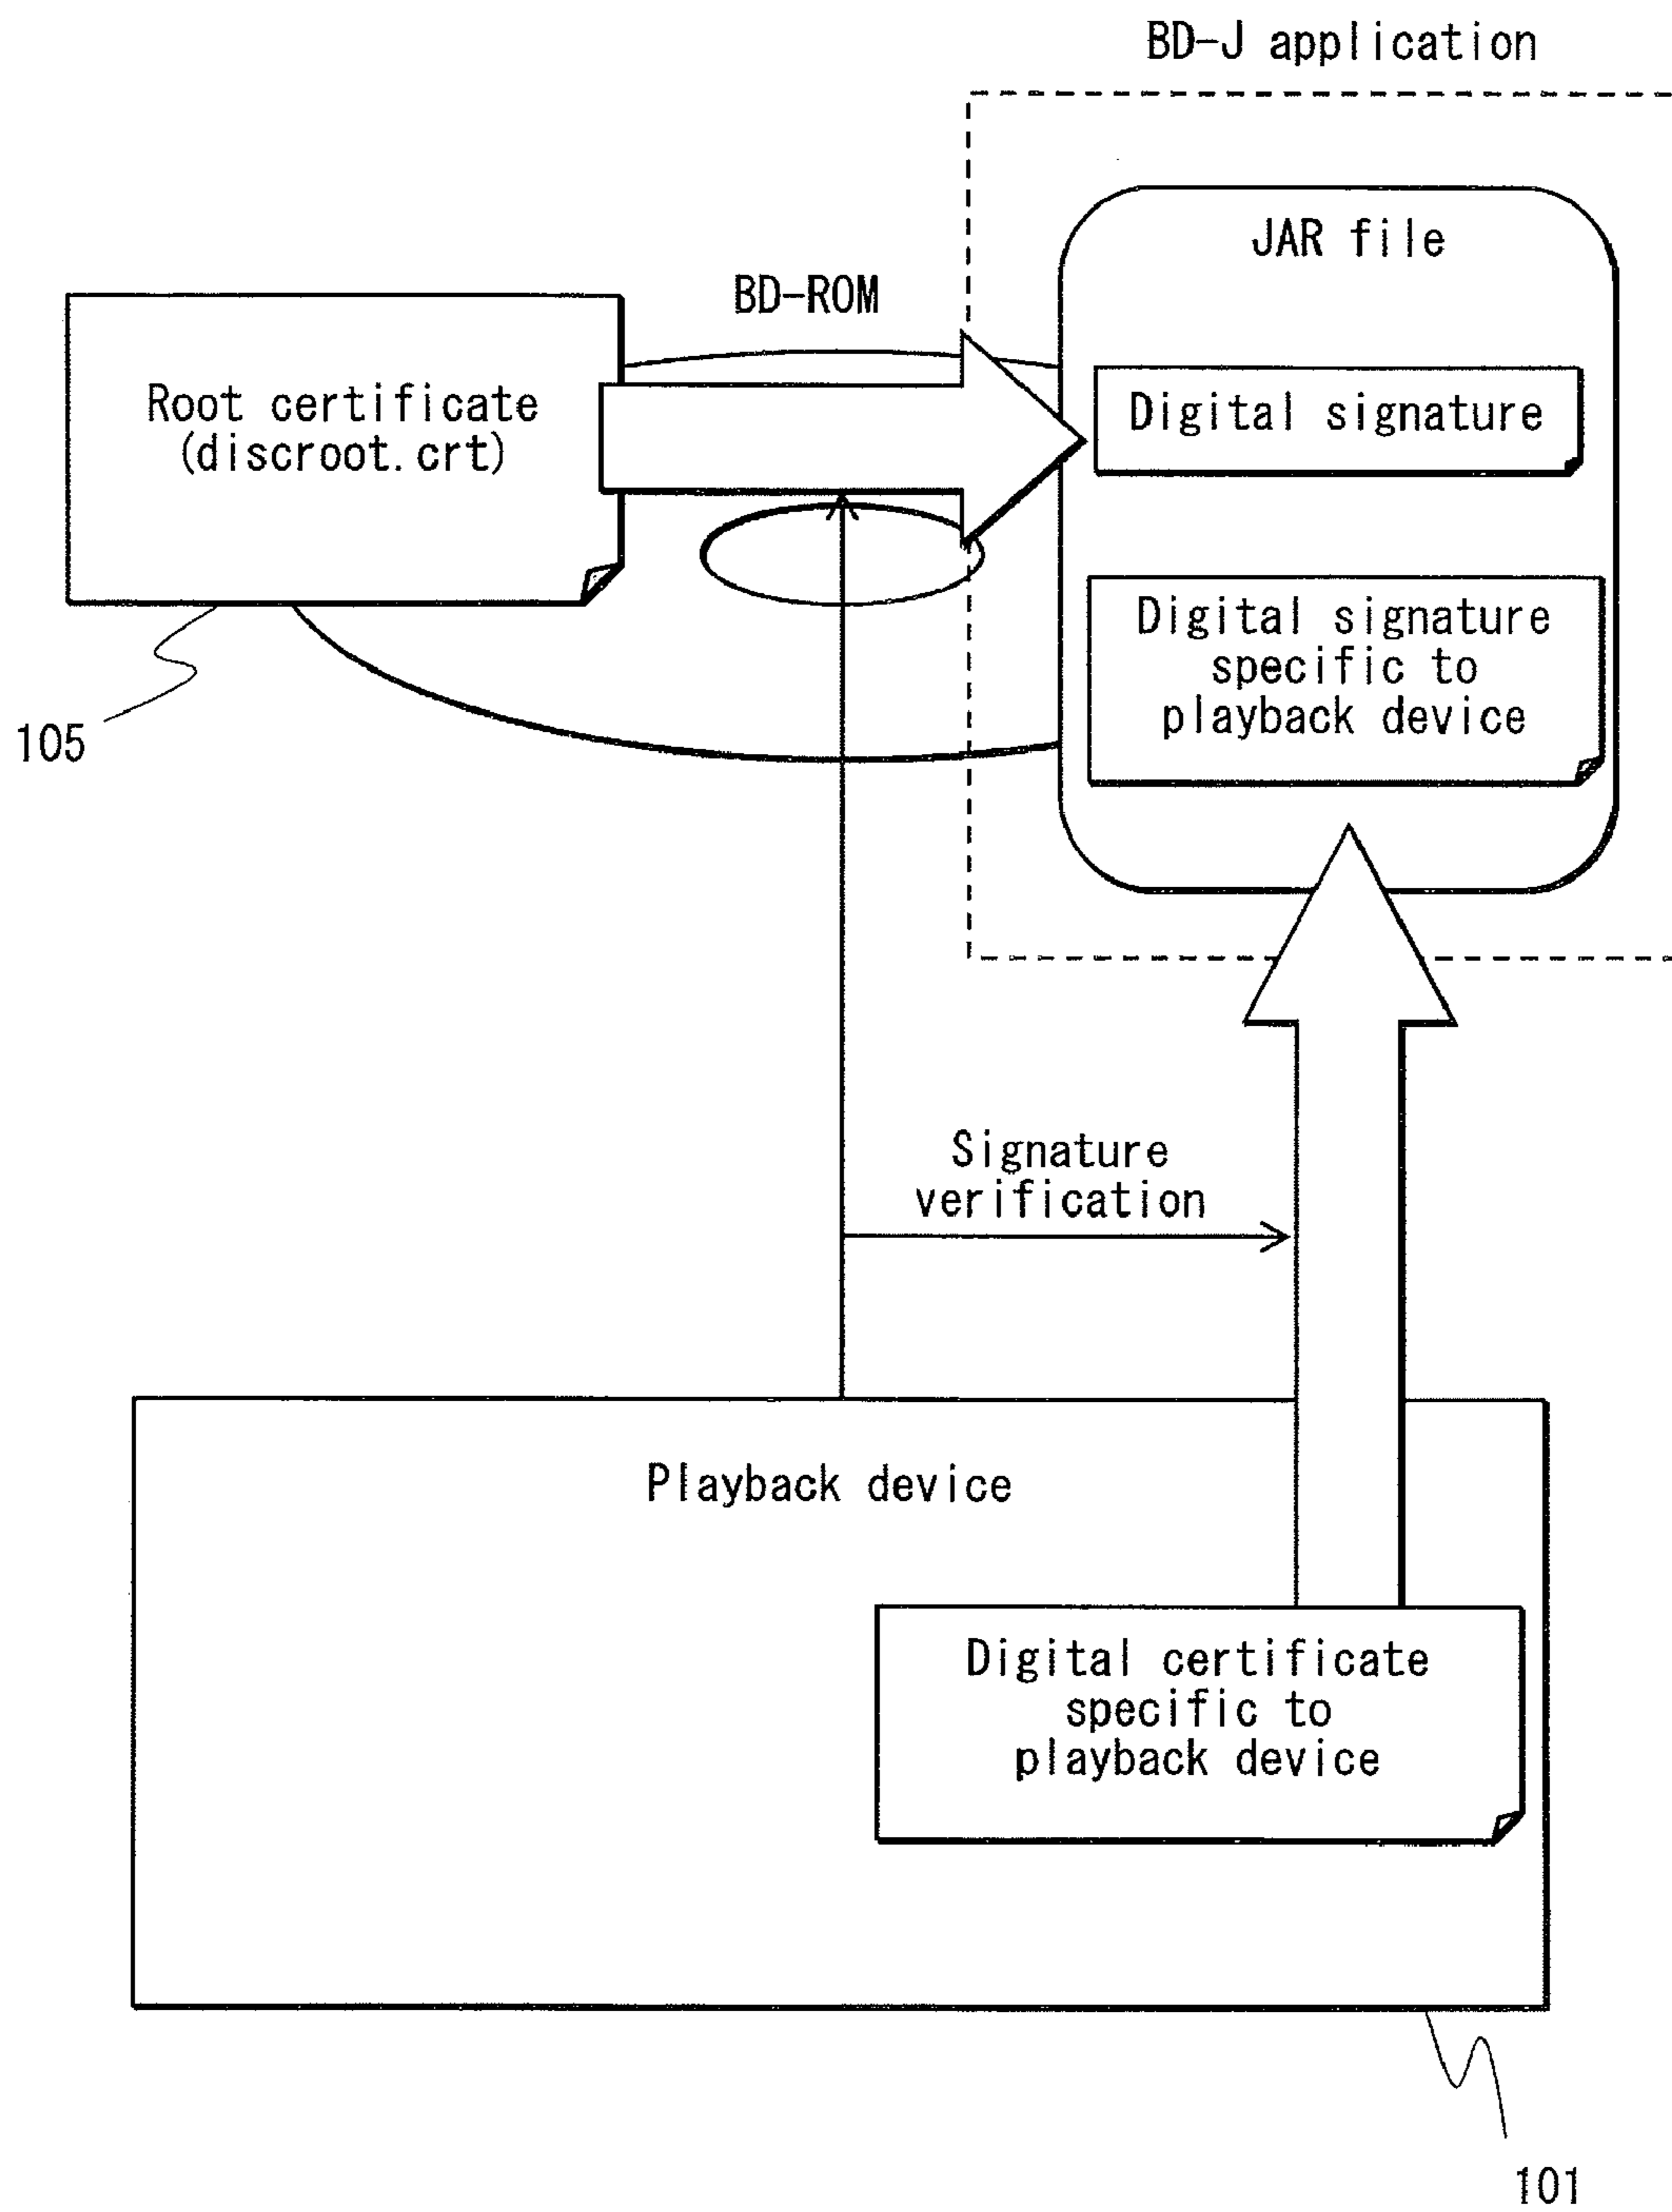 BD-J application
JAR file
BD-ROM
Root certificate
(discroot.crt)
Digital signature
Digital signature
specific to
playback device
105
Signature
verification
Playback device
Digital certificate
specific to
playback device
101